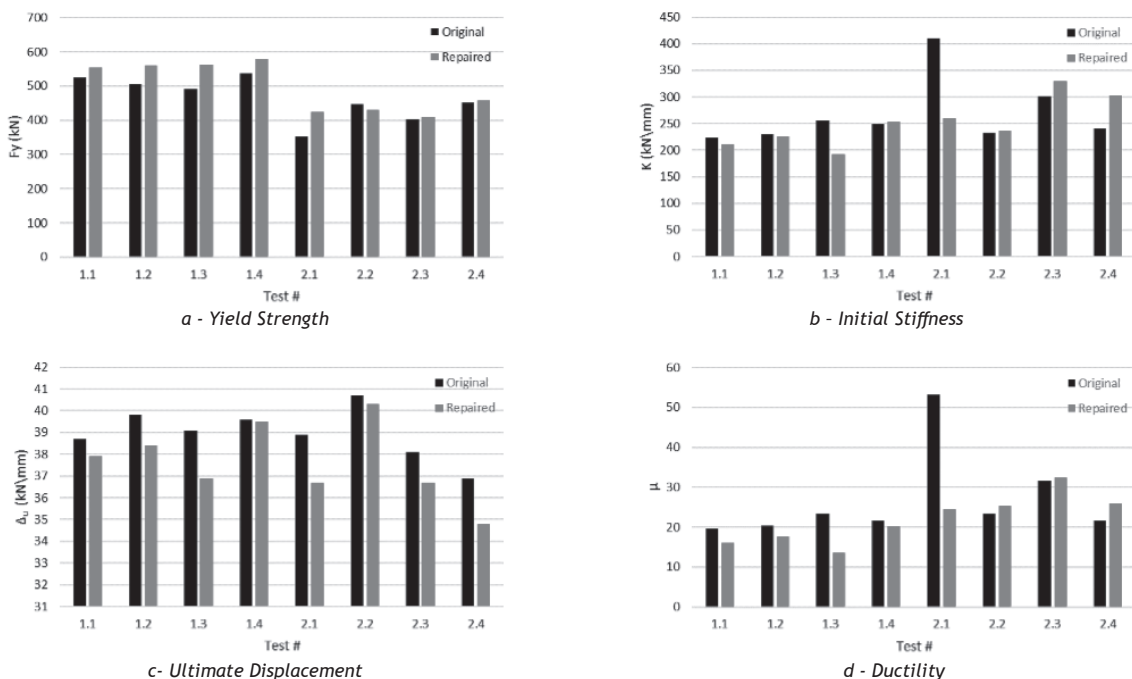 700
600
500
400
300
200
100
0
Fy (kN)
Original
Repaired
1.1 1.2 1.3 1.4 2.1 2.2 2.3 2.4
Test #
a - Yield Strength
450
400
350
300
250
200
150
100
50
0
K (kN\mm)
Original
Repaired
1.1 1.2 1.3 1.4 2.1 2.2 2.3 2.4
Test #
b – Initial Stiffness
42
41
40
39
38
37
36
35
34
33
32
31
Δu (kN\mm)
Original
Repaired
1.1 1.2 1.3 1.4 2.1 2.2 2.3 2.4
Test #
c- Ultimate Displacement
60
50
40
30
20
10
0
μ
Original
Repaired
1.1 1.2 1.3 1.4 2.1 2.2 2.3 2.4
Test #
d - Ductility